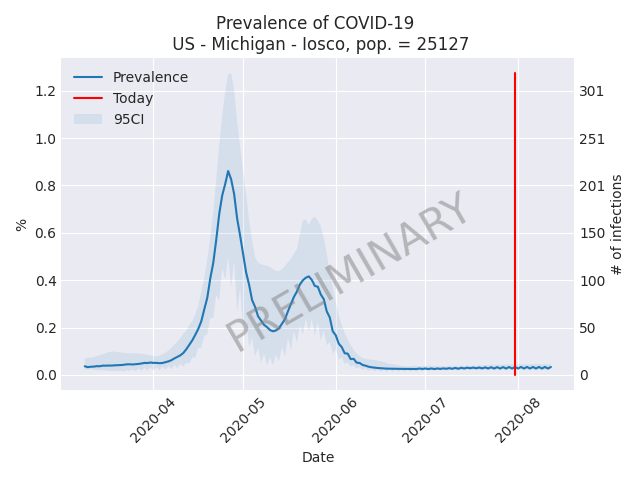 Prevalence of COVID-19
US - Michigan - Iosco, pop. = 25127
Prevalence
Today
95CI
1.2
1.0
0.8
0.6
0.4
0.2
0.0
%
301
251
201
150
100
50
0
# of infections
PRELIMINARY
2020-04
2020-05
2020-06
2020-07
2020-08
Date